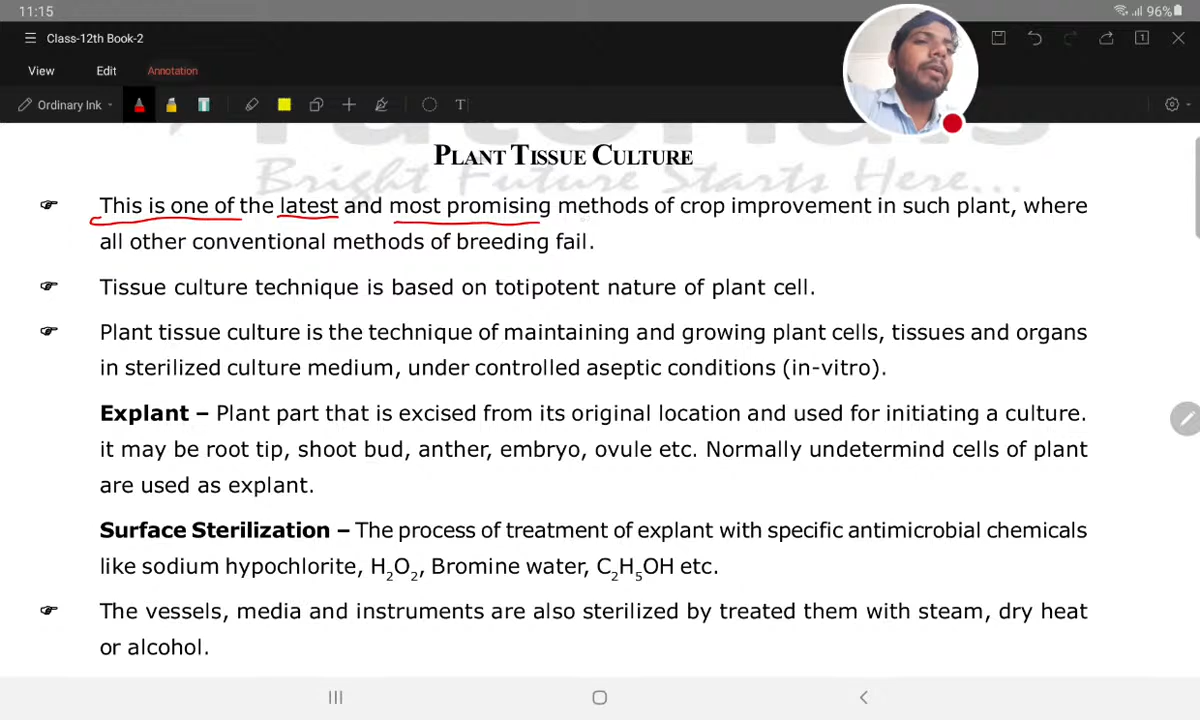 11:15
96%
Class-12th Book-2
1
View Edit Annotation
Ordinary Ink
T
Tutorials
Bright Future Starts Here...
PLANT TISSUE CULTURE
This is one of the latest and most promising methods of crop improvement in such plant, where
all other conventional methods of breeding fail.
Tissue culture technique is based on totipotent nature of plant cell.
Plant tissue culture is the technique of maintaining and growing plant cells, tissues and organs
in sterilized culture medium, under controlled aseptic conditions (in-vitro).
Explant – Plant part that is excised from its original location and used for initiating a culture.
it may be root tip, shoot bud, anther, embryo, ovule etc. Normally undetermind cells of plant
are used as explant.
Surface Sterilization – The process of treatment of explant with specific antimicrobial chemicals
like sodium hypochlorite, H₂O₂, Bromine water, C₂H₅OH etc.
The vessels, media and instruments are also sterilized by treated them with steam, dry heat
or alcohol.